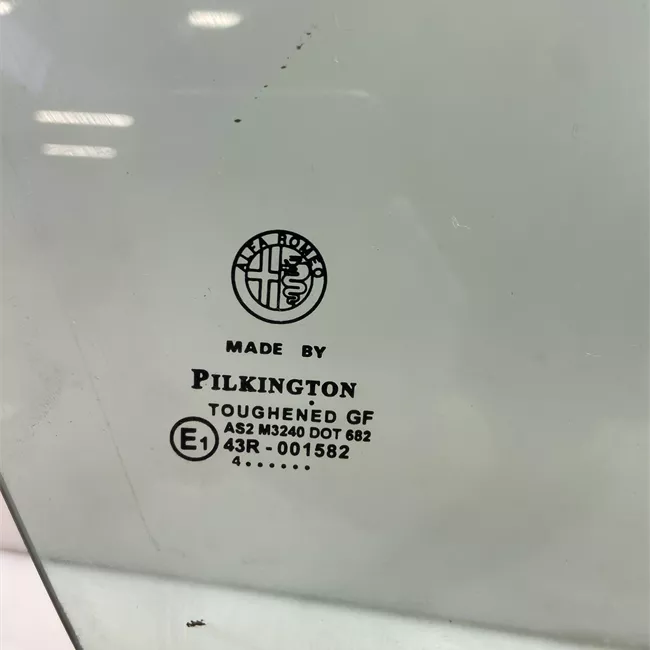 ALFA ROMEO
MADE BY
PILKINGTON
TOUGHENED GF
AS2 M3240 DOT 682
E1
43R - 001582
4......